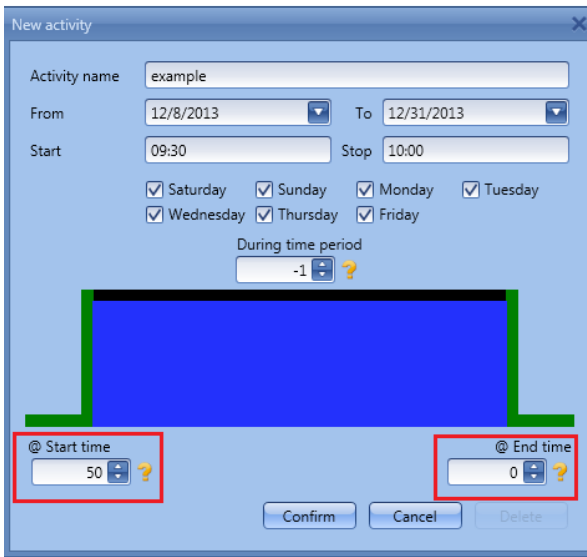 New activity
Activity name example
From 12/8/2013 To 12/31/2013
Start 09:30 Stop 10:00
Saturday Sunday Monday Tuesday
Wednesday Thursday Friday
During time period
-1 ?
@ Start time @ End time
50 ? 0 ?
Confirm Cancel Delete